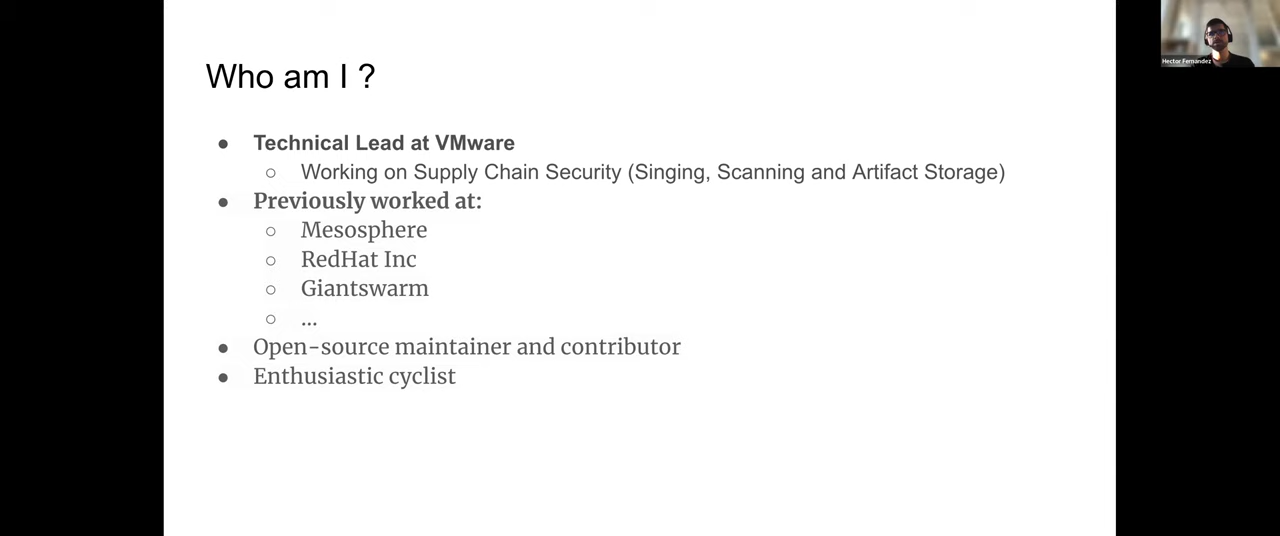 Who am I ?
● Technical Lead at VMware
○ Working on Supply Chain Security (Singing, Scanning and Artifact Storage)
● Previously worked at:
○ Mesosphere
○ RedHat Inc
○ Giantswarm
○ ...
● Open-source maintainer and contributor
● Enthusiastic cyclist
Hector Fernandez